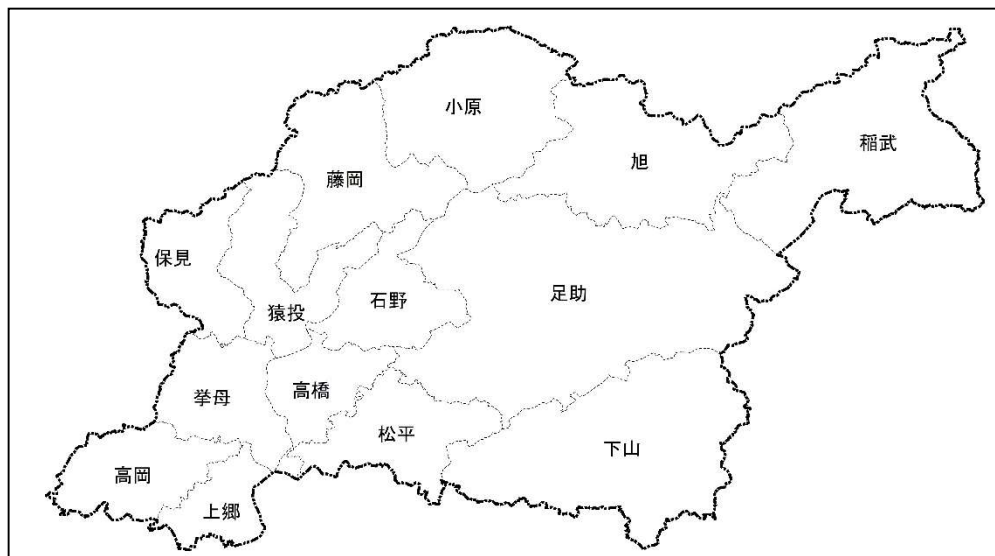 小原
旭
稲武
藤岡
保見
足助
石野
猿投
高橋
挙母
松平
下山
高岡
上郷